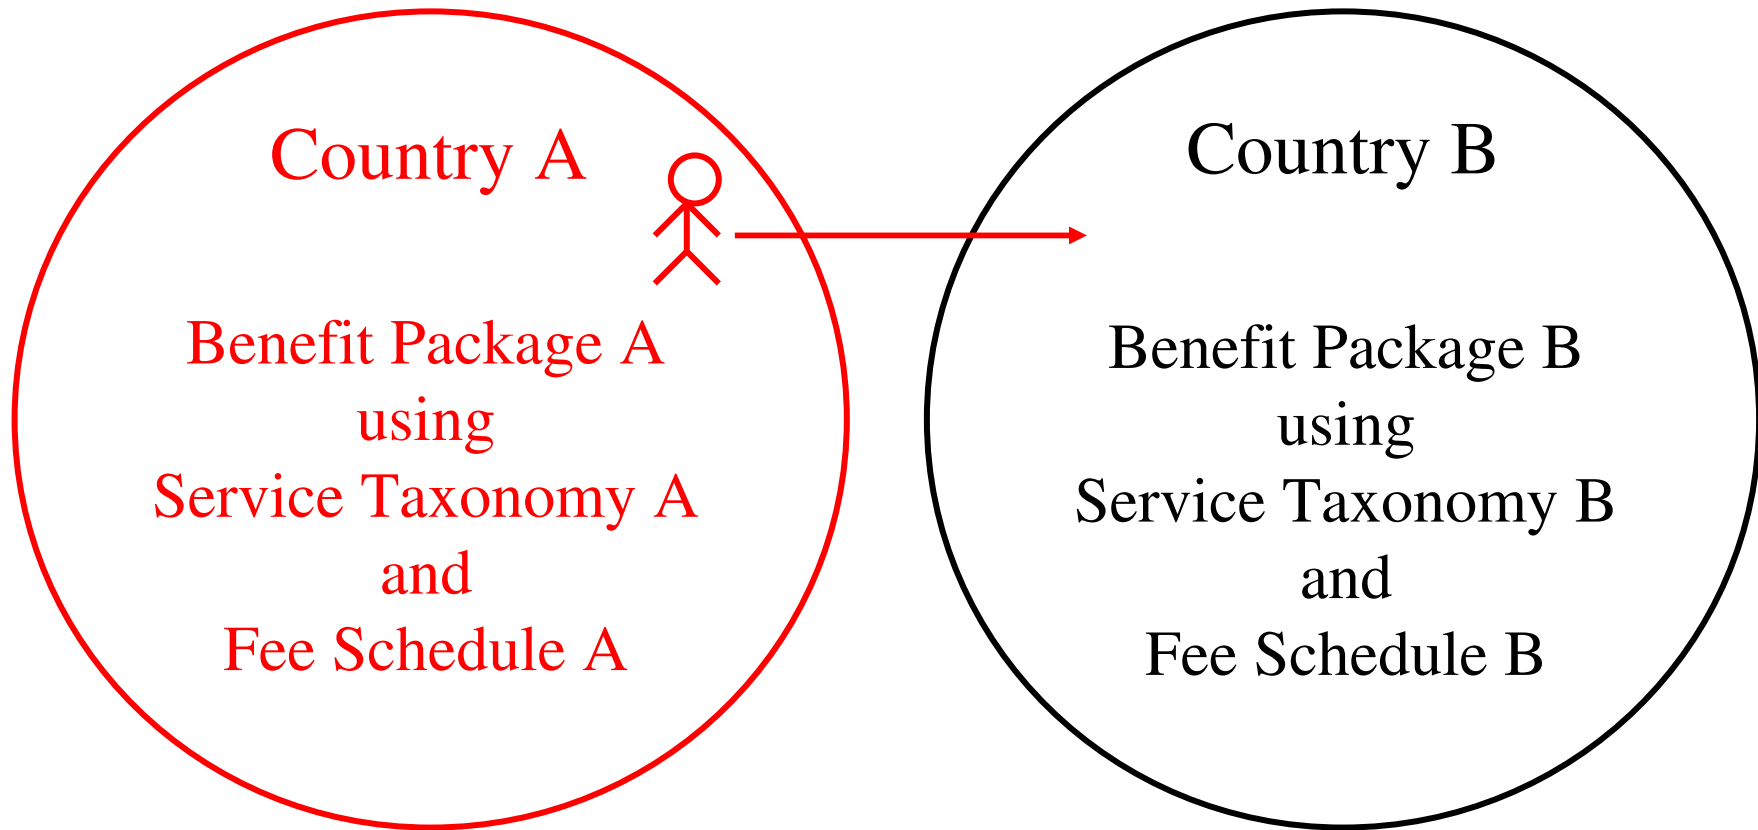 Country A
Benefit Package A
using
Service Taxonomy A
and
Fee Schedule A
Country B
Benefit Package B
using
Service Taxonomy B
and
Fee Schedule B